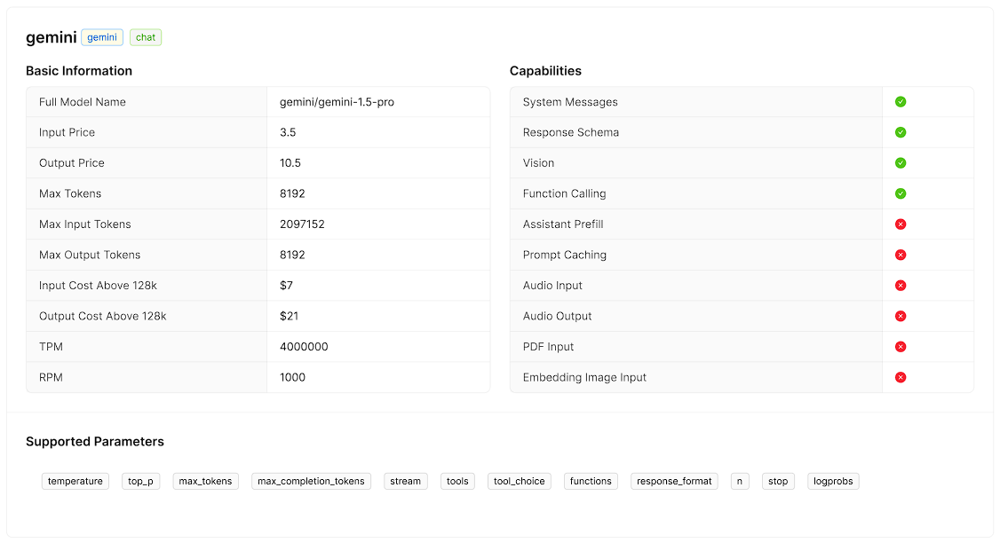 gemini gemini chat
Basic Information
Full Model Name gemini/gemini-1.5-pro
Input Price 3.5
Output Price 10.5
Max Tokens 8192
Max Input Tokens 2097152
Max Output Tokens 8192
Input Cost Above 128k $7
Output Cost Above 128k $21
TPM 4000000
RPM 1000
Capabilities
System Messages
Response Schema
Vision
Function Calling
Assistant Prefill
Prompt Caching
Audio Input
Audio Output
PDF Input
Embedding Image Input
Supported Parameters
temperature top_p max_tokens max_completion_tokens stream tools tool_choice functions response_format n stop logprobs